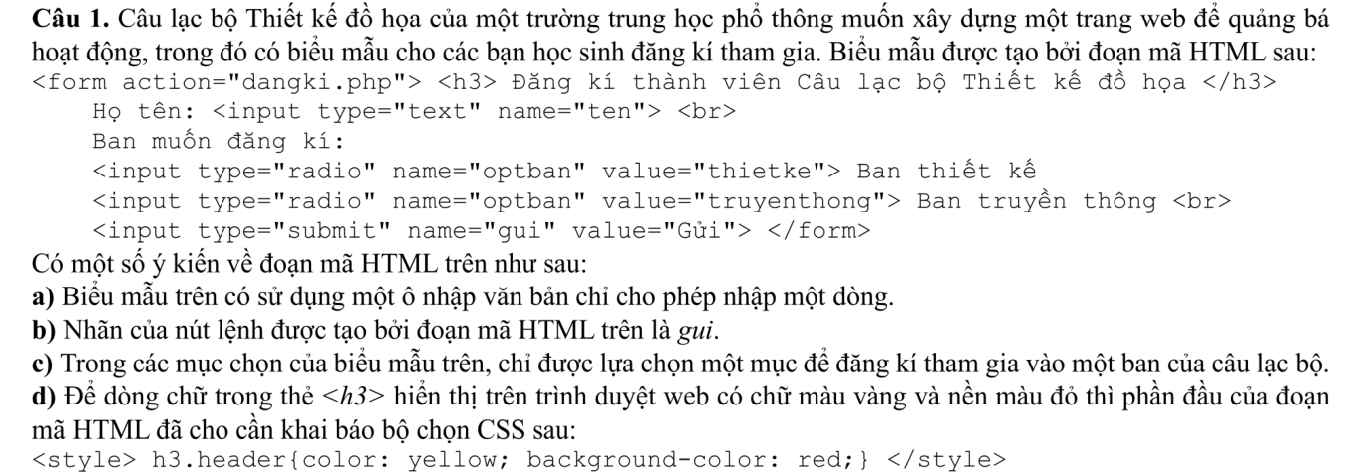 Câu 1. Câu lạc bộ Thiết kế đồ họa của một trường trung học phổ thông muốn xây dựng một trang web để quảng bá
hoạt động, trong đó có biểu mẫu cho các bạn học sinh đăng kí tham gia. Biểu mẫu được tạo bởi đoạn mã HTML sau:
<form action="dangki.php"> <h3> Đăng kí thành viên Câu lạc bộ Thiết kế đồ họa </h3>
Họ tên: <input type="text" name="ten"> <br>
Ban muốn đăng kí:
<input type="radio" name="optban" value="thietke"> Ban thiết kế
<input type="radio" name="optban" value="truyenthong"> Ban truyền thông <br>
<input type="submit" name="gui" value="Gửi"> </form>
Có một số ý kiến về đoạn mã HTML trên như sau:
a) Biểu mẫu trên có sử dụng một ô nhập văn bản chỉ cho phép nhập một dòng.
b) Nhãn của nút lệnh được tạo bởi đoạn mã HTML trên là gui.
c) Trong các mục chọn của biểu mẫu trên, chỉ được lựa chọn một mục để đăng kí tham gia vào một ban của câu lạc bộ.
d) Để dòng chữ trong thẻ <h3> hiển thị trên trình duyệt web có chữ màu vàng và nền màu đỏ thì phần đầu của đoạn
mã HTML đã cho cần khai báo bộ chọn CSS sau:
<style> h3.header{color: yellow; background-color: red;} </style>